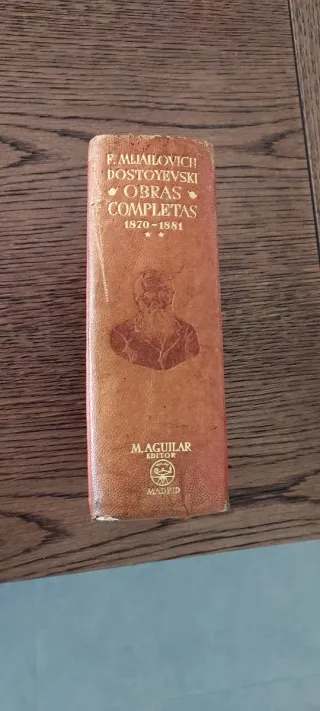 F. MIJAILOVICH
DOSTOYEVSKI
OBRAS
COMPLETAS
1870-1881
* *
M. AGUILAR
EDITOR
MADRID